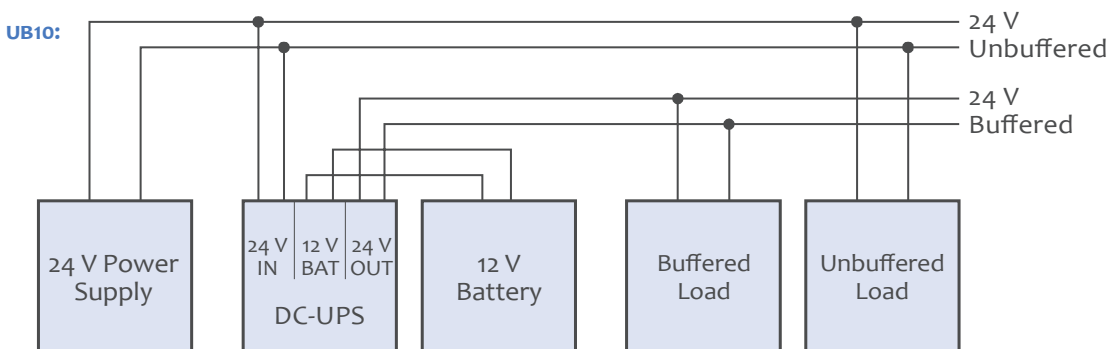 UB10:
24 V
Unbuffered
24 V
Buffered
24 V Power
Supply
24 V
IN
12 V
BAT
24 V
OUT
DC-UPS
12 V
Battery
Buffered
Load
Unbuffered
Load